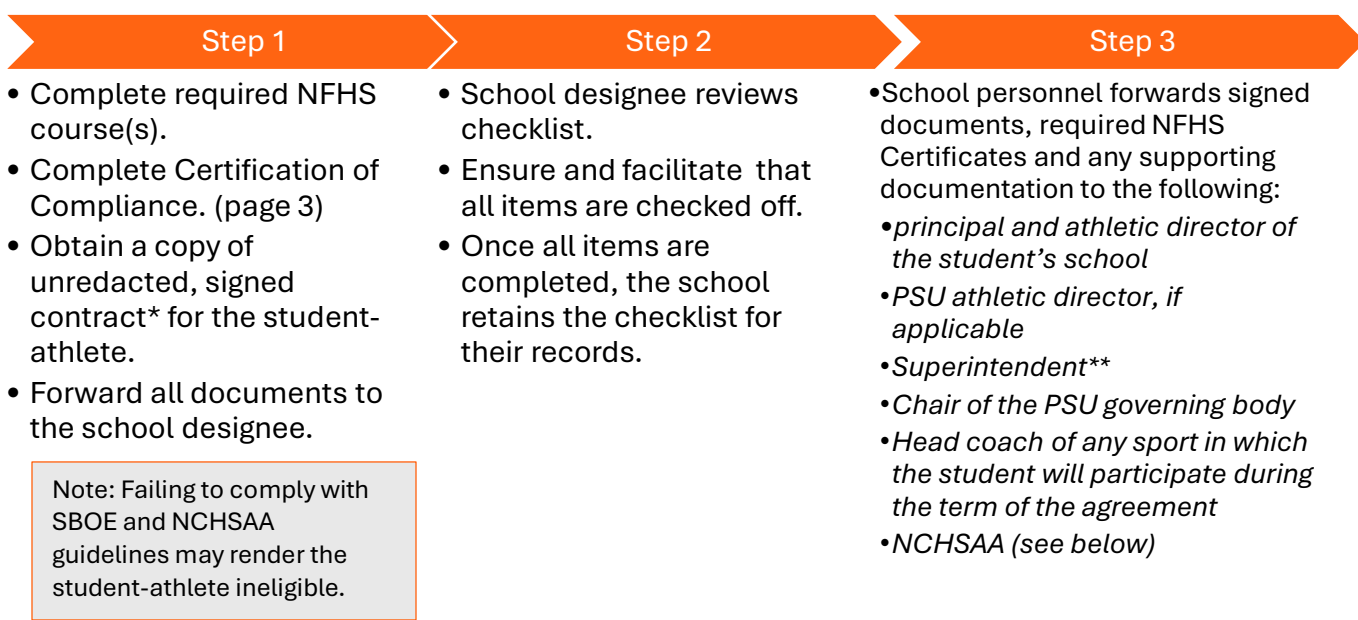 Step 1
• Complete required NFHS
course(s).
• Complete Certification of
Compliance. (page 3)
• Obtain a copy of
unredacted, signed
contract* for the student-
athlete.
• Forward all documents to
the school designee.
Note: Failing to comply with
SBOE and NCHSAA
guidelines may render the
student-athlete ineligible.
Step 2
• School designee reviews
checklist.
• Ensure and facilitate that
all items are checked off.
• Once all items are
completed, the school
retains the checklist for
their records.
Step 3
•School personnel forwards signed
documents, required NFHS
Certificates and any supporting
documentation to the following:
•principal and athletic director of
the student’s school
•PSU athletic director, if
applicable
•Superintendent**
•Chair of the PSU governing body
•Head coach of any sport in which
the student will participate during
the term of the agreement
•NCHSAA (see below)